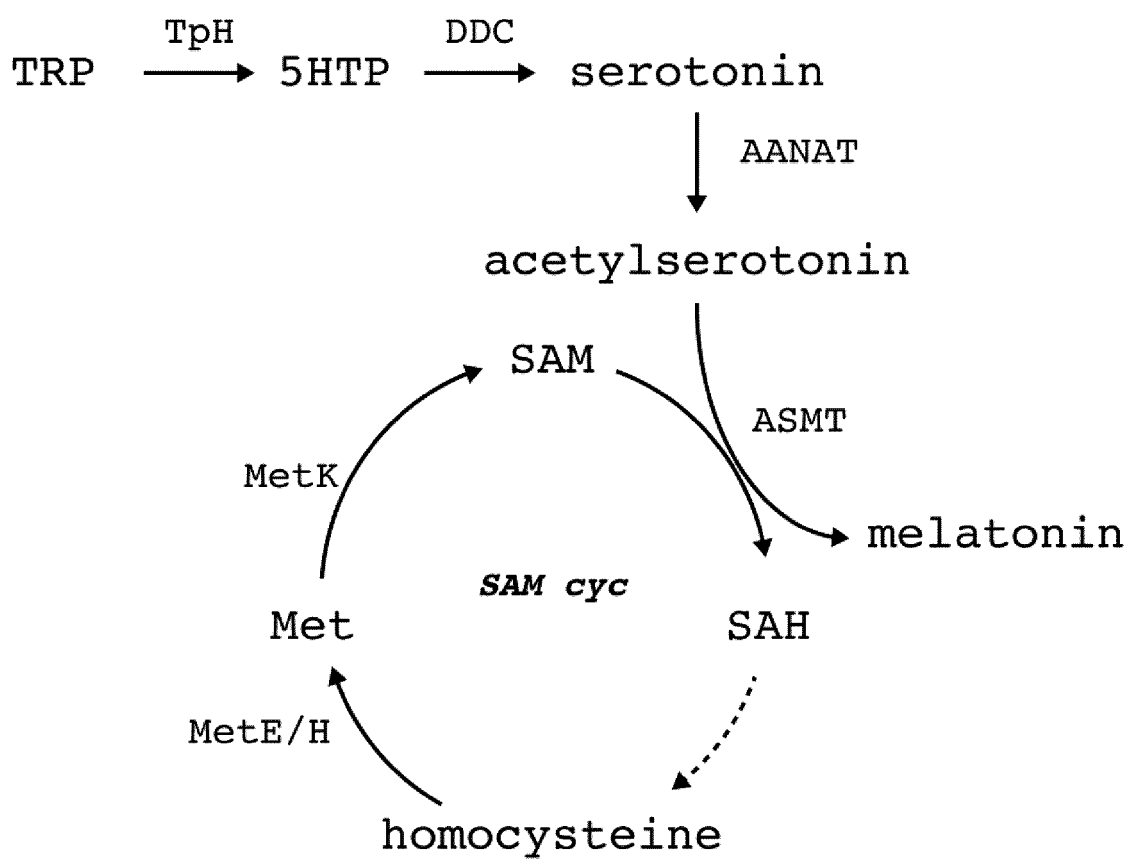 TpH
DDC
TRP
5HTP
serotonin
AANAT
acetylserotonin
SAM
ASMT
MetK
melatonin
SAM cyc
Met
SAH
MetE/H
homocysteine